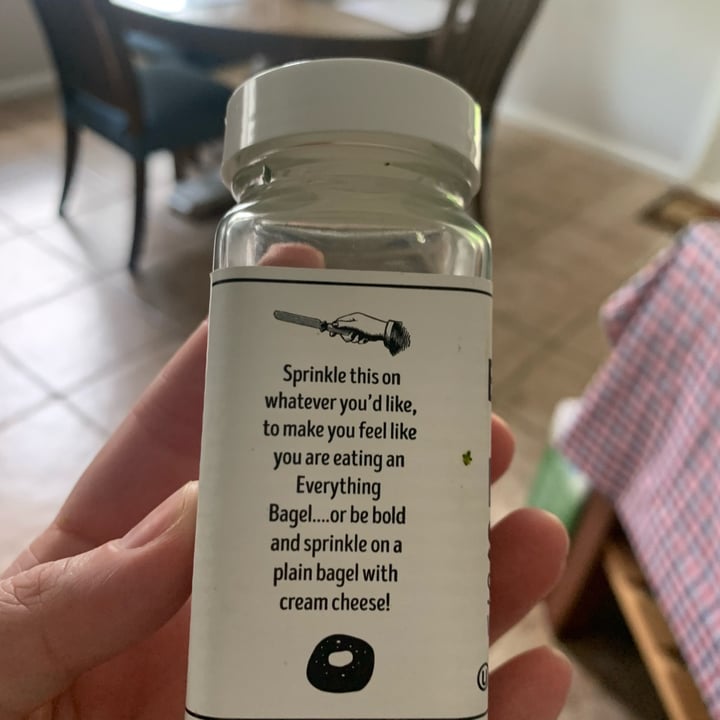 Sprinkle this on
whatever you'd like,
to make you feel like
you are eating an
Everything
Bagel....or be bold
and sprinkle on a
plain bagel with
cream cheese!